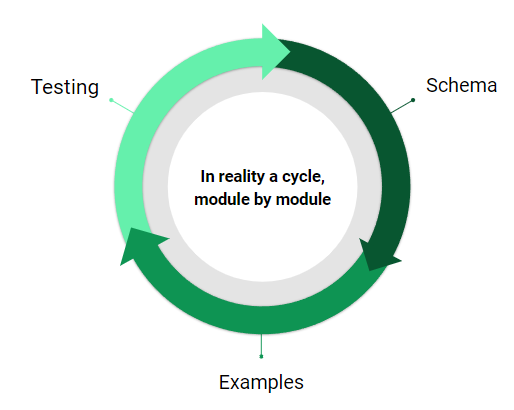 Testing
Schema
In reality a cycle,
module by module
Examples